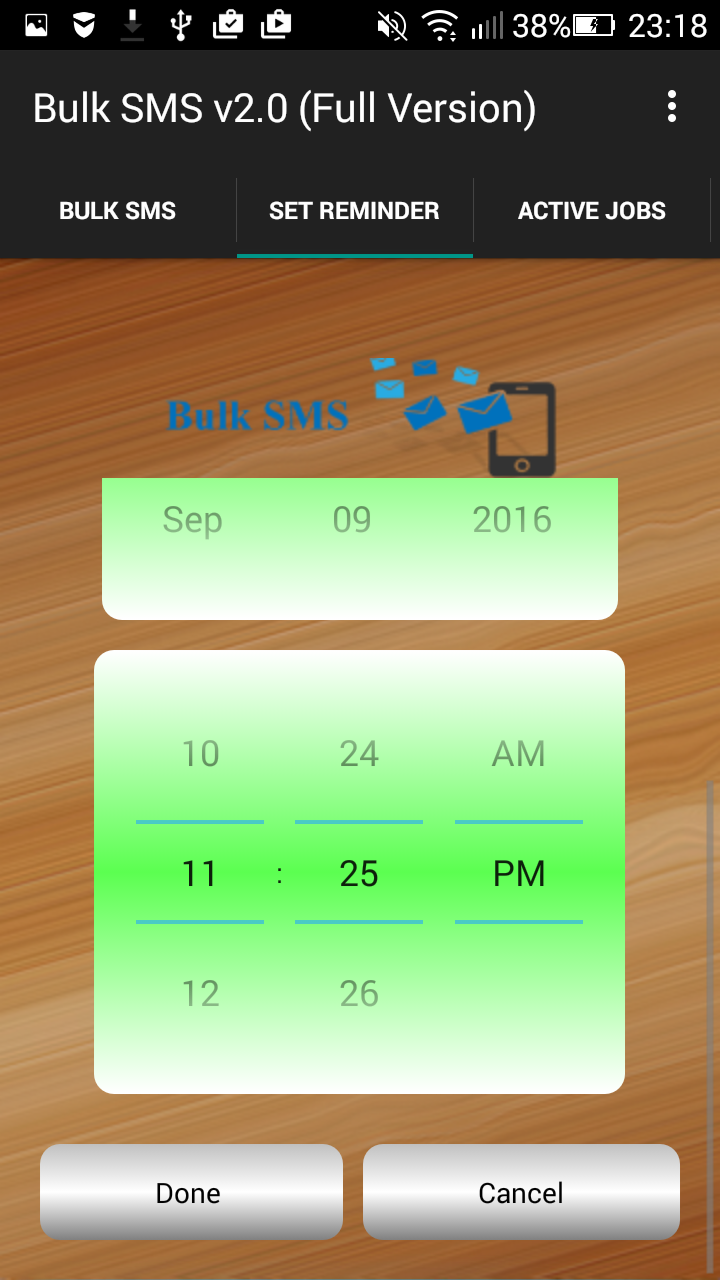 38% 23:18
Bulk SMS v2.0 (Full Version)
BULK SMS SET REMINDER ACTIVE JOBS
Bulk SMS
Sep 09 2016
10 24 AM
11 : 25 PM
12 26
Done Cancel